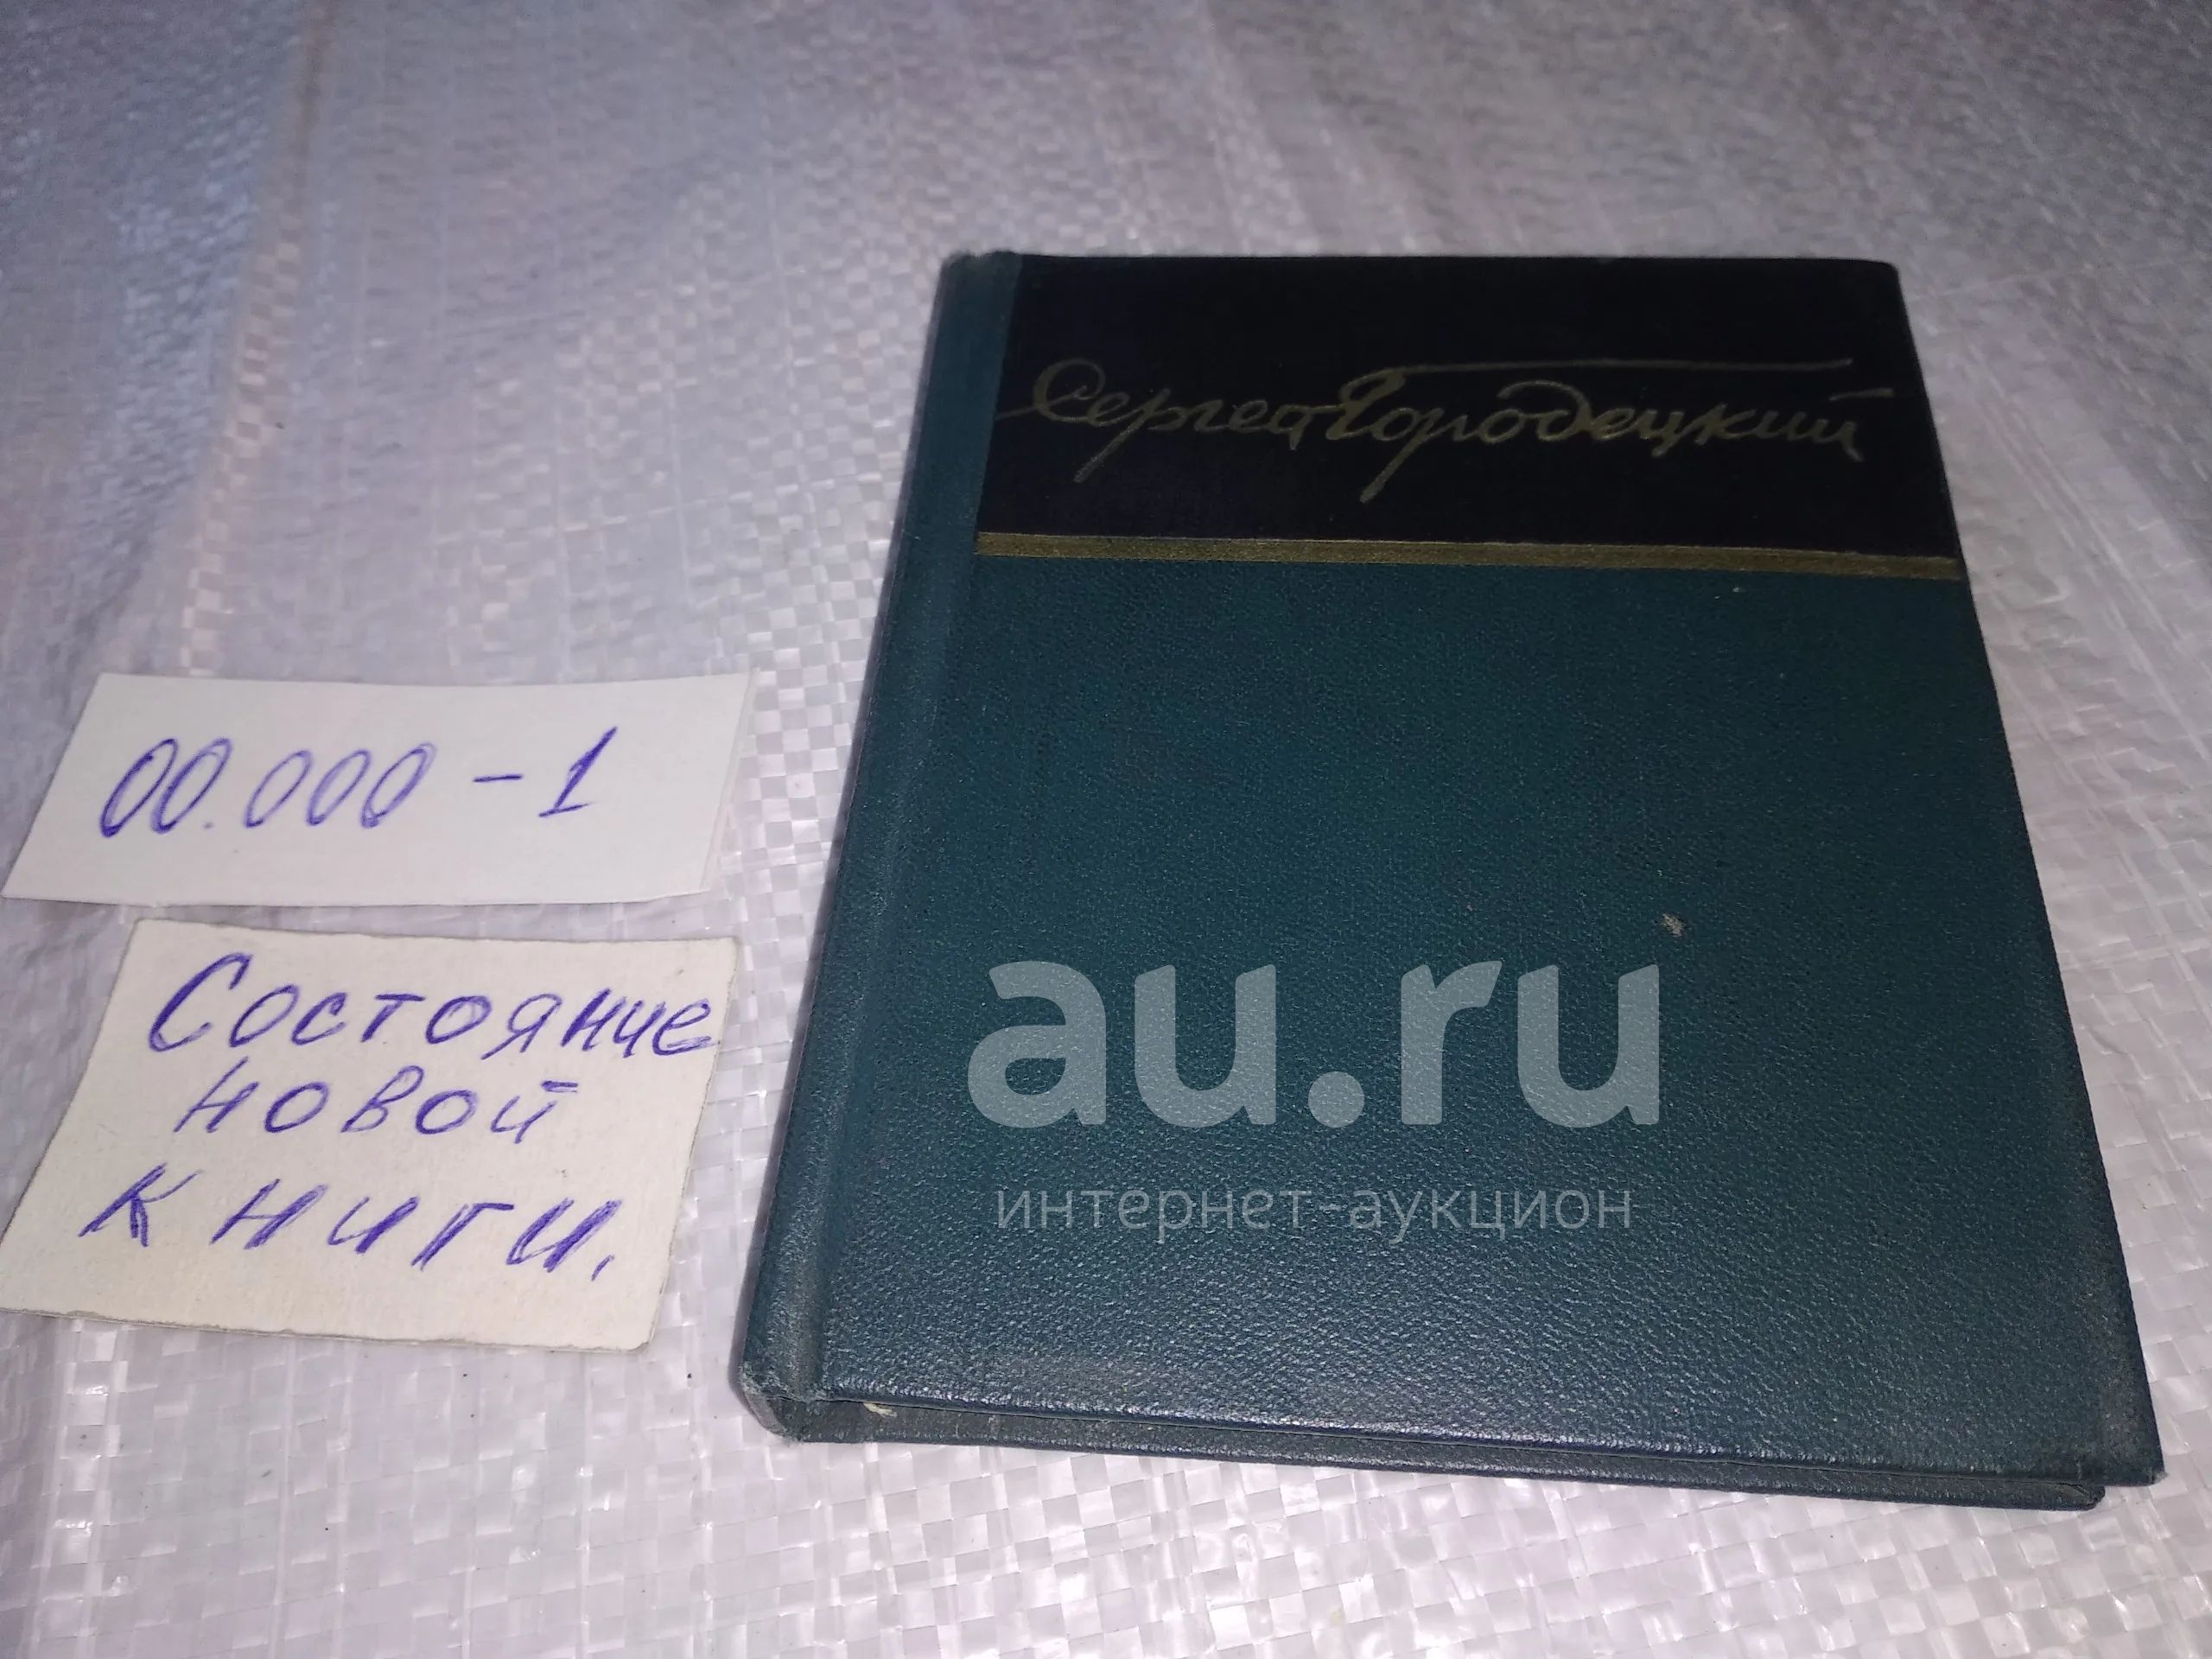 Сергей Городецкий
00.000-1
Состояние
новой
книги.
au.ru
интернет-аукцион